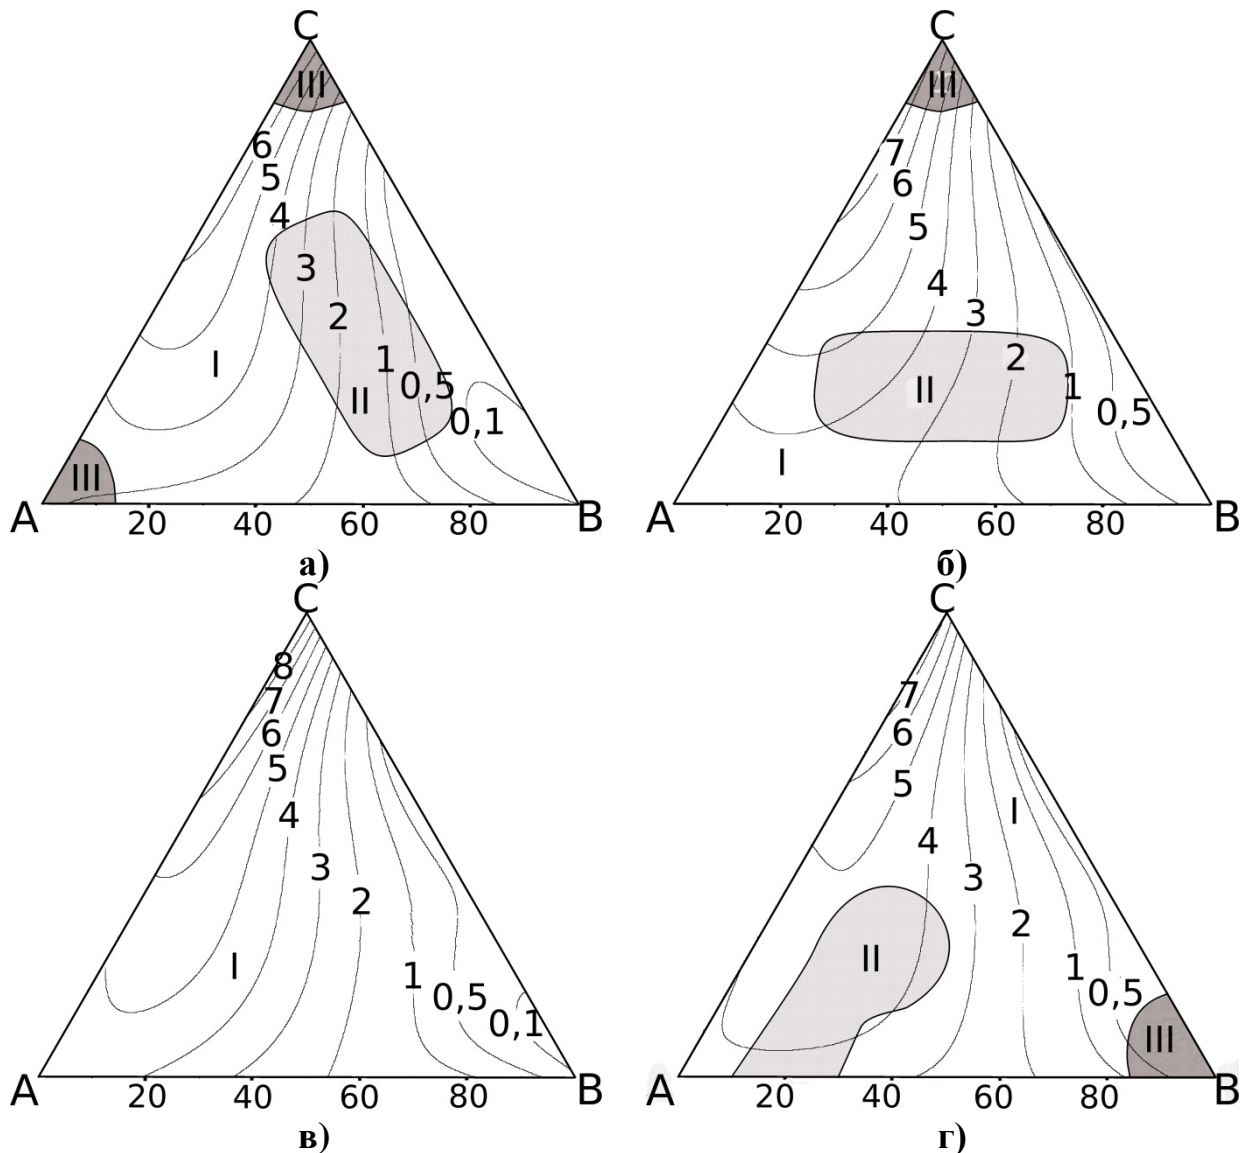 C C
III III
6 7
5 6
4 5
3 4
2 3
I 1 2
II 0,5 II 1
0,1 0,5
III I
A 20 40 60 80 B A 20 40 60 80 B
а) б)
C C
8
7 7
6 6
5 5
4 I
3 4
2 3
I 2
1 II 1
0,5 0,5
0,1 III
A 20 40 60 80 B A 20 40 60 80 B
в) г)